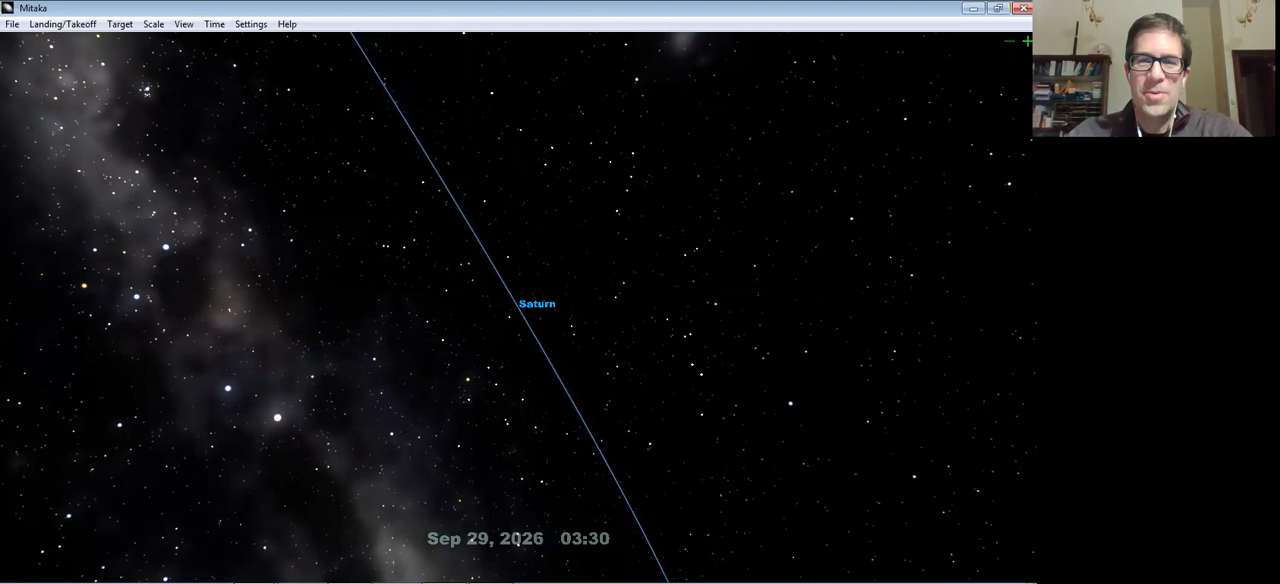 Mitaka
File Landing/Takeoff Target Scale View Time Settings Help
Saturn
Sep 29, 2026 03:30